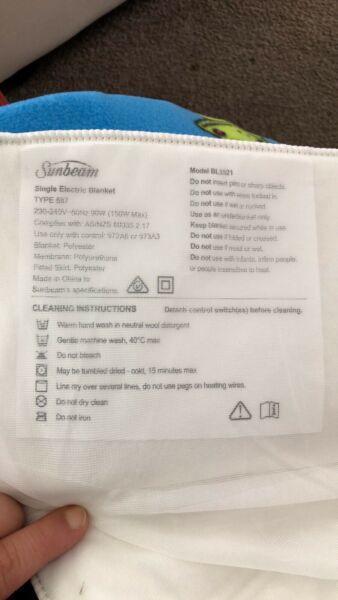 Sunbeam
Single Electric Blanket
TYPE 587
230-240V~50Hz 90W (150W Max)
Complies with: AS/NZS 60335.2.17
Use only with control: 972A6 or 973A3
Blanket: Polyester
Membrane: Polyurethane
Fitted Skirt: Polyester
Made in China to
Sunbeam's specifications.
Model BL3321
Do not insert pins or sharp objects.
Do not use with ends tucked in.
Do not use if wet or rucked.
Use as an underblanket only.
Keep blanket secured while in use.
Do not use if folded or creased.
Do not use if moist or wet.
Do not use with infants, infirm people,
or people insensitive to heat.
CLEANING INSTRUCTIONS
Detach control switch(es) before cleaning.
Warm hand wash in neutral wool detergent
Gentle machine wash, 40°C max
Do not bleach
May be tumbled dried - cold, 15 minutes max
Line dry over several lines, do not use pegs on heating wires.
Do not dry clean
Do not iron